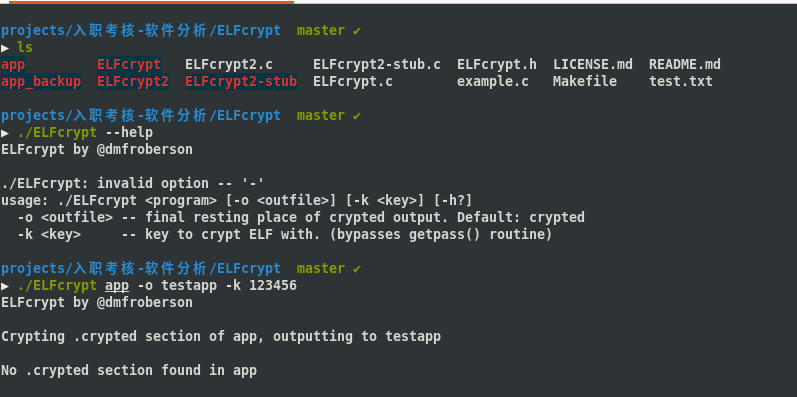 projects/入职考核-软件分析/ELFcrypt  master ✔
▶ ls
app         ELFcrypt   ELFcrypt2.c     ELFcrypt2-stub.c  ELFcrypt.h  LICENSE.md  README.md
app_backup  ELFcrypt2  ELFcrypt2-stub  ELFcrypt.c        example.c   Makefile    test.txt
projects/入职考核-软件分析/ELFcrypt  master ✔
▶ ./ELFcrypt --help
ELFcrypt by @dmfroberson
./ELFcrypt: invalid option -- '-'
usage: ./ELFcrypt <program> [-o <outfile>] [-k <key>] [-h?]
  -o <outfile> -- final resting place of crypted output. Default: crypted
  -k <key>     -- key to crypt ELF with. (bypasses getpass() routine)
projects/入职考核-软件分析/ELFcrypt  master ✔
▶ ./ELFcrypt app -o testapp -k 123456
ELFcrypt by @dmfroberson
Crypting .crypted section of app, outputting to testapp
No .crypted section found in app